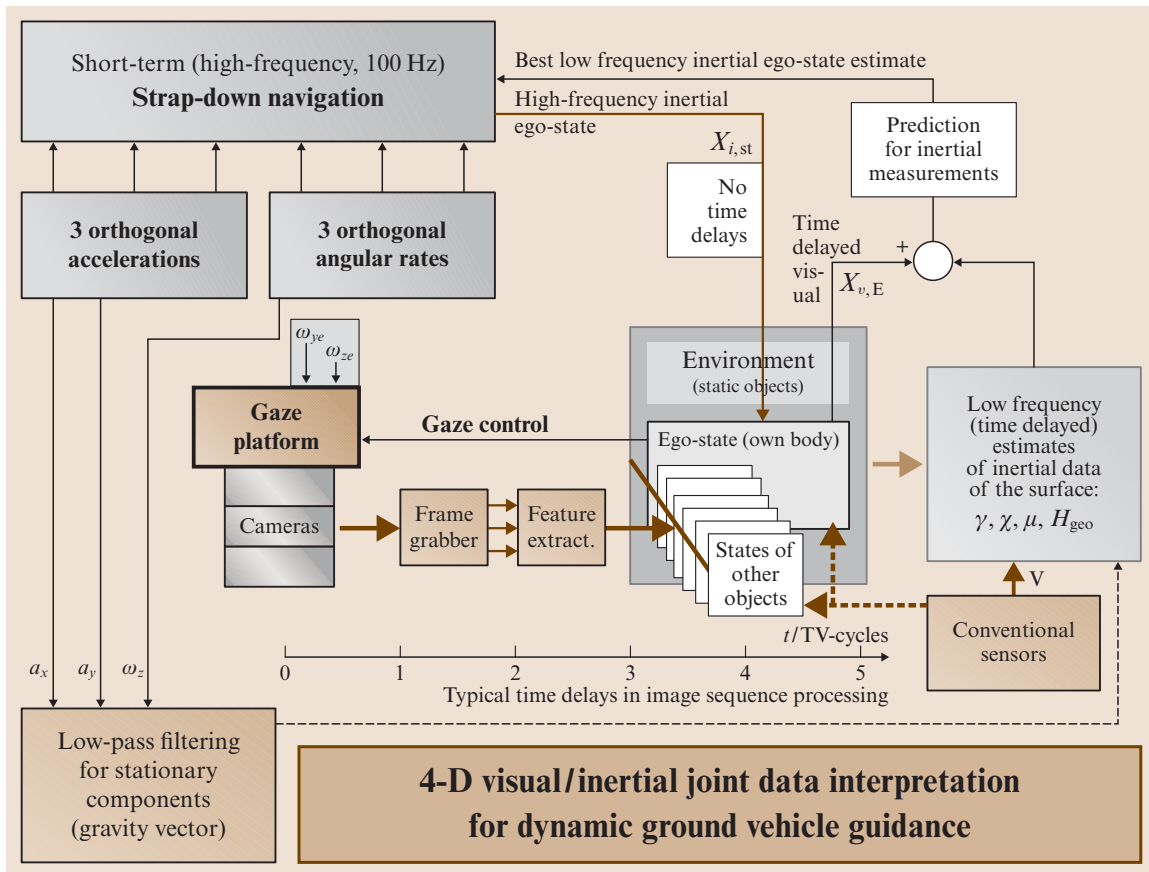 Short-term (high-frequency, 100 Hz)
Strap-down navigation
Best low frequency inertial ego-state estimate
High-frequency inertial
ego-state
X_{i, st}
Prediction
for inertial
measurements
No
time
delays
3 orthogonal
accelerations
3 orthogonal
angular rates
Time
delayed
vis-
ual
X_{v, E}
+
ω_{ye}
ω_{ze}
Environment
(static objects)
Gaze
platform
Gaze control
Ego-state (own body)
Low frequency
(time delayed)
estimates
of inertial data
of the surface:
γ, χ, μ, H_{geo}
Cameras
Frame
grabber
Feature
extract.
States of
other
objects
V
Conventional
sensors
t/TV-cycles
0 1 2 3 4 5
Typical time delays in image sequence processing
a_x a_y ω_z
Low-pass filtering
for stationary
components
(gravity vector)
4-D visual/inertial joint data interpretation
for dynamic ground vehicle guidance